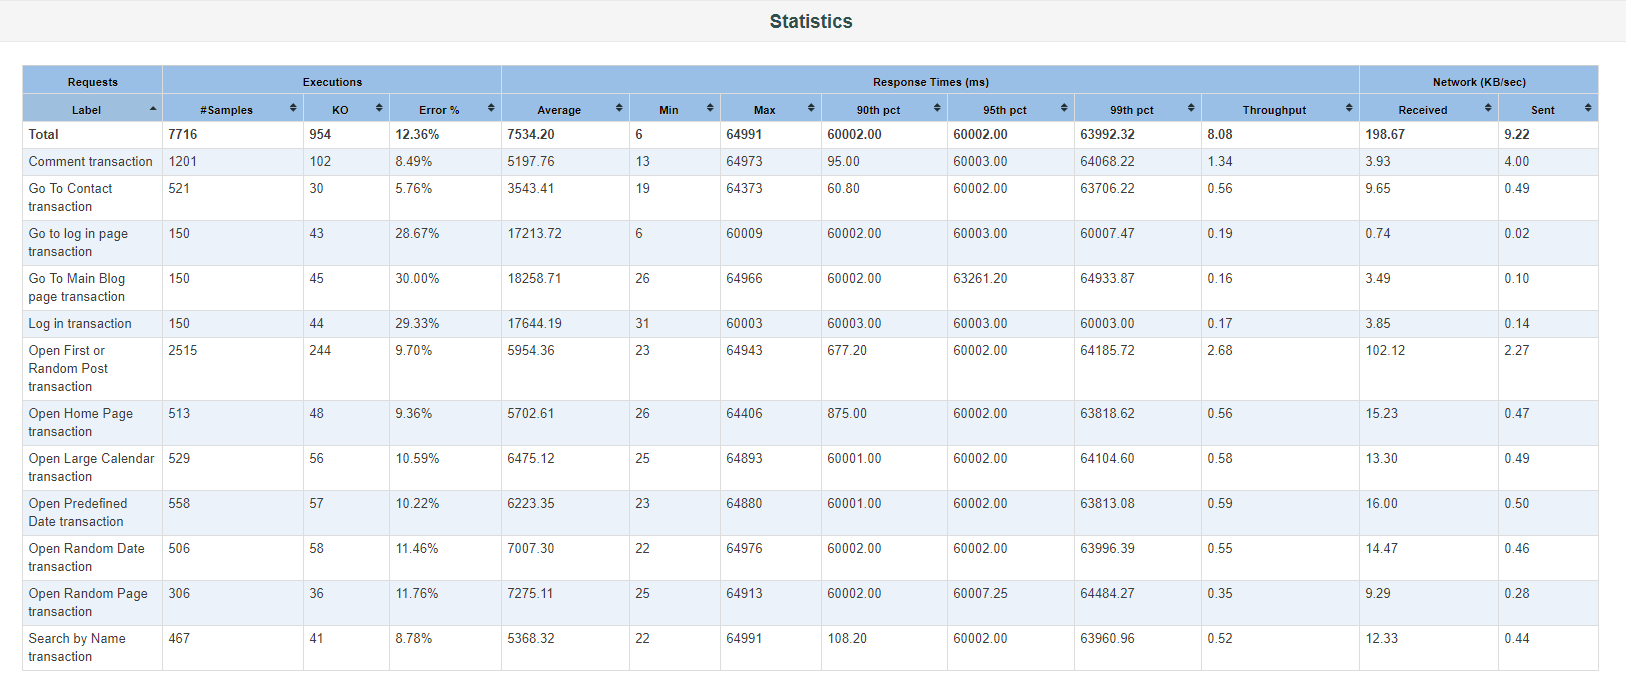 Statistics
Requests Executions Response Times (ms) Network (KB/sec)
Label #Samples KO Error % Average Min Max 90th pct 95th pct 99th pct Throughput Received Sent
Total 7716 954 12.36% 7534.20 6 64991 60002.00 60002.00 63992.32 8.08 198.67 9.22
Comment transaction 1201 102 8.49% 5197.76 13 64973 95.00 60003.00 64068.22 1.34 3.93 4.00
Go To Contact 521 30 5.76% 3543.41 19 64373 60.80 60002.00 63706.22 0.56 9.65 0.49
transaction
Go to log in page 150 43 28.67% 17213.72 6 60009 60002.00 60003.00 60007.47 0.19 0.74 0.02
transaction
Go To Main Blog 150 45 30.00% 18258.71 26 64966 60002.00 63261.20 64933.87 0.16 3.49 0.10
page transaction
Log in transaction 150 44 29.33% 17644.19 31 60003 60003.00 60003.00 60003.00 0.17 3.85 0.14
Open First or 2515 244 9.70% 5954.36 23 64943 677.20 60002.00 64185.72 2.68 102.12 2.27
Random Post
transaction
Open Home Page 513 48 9.36% 5702.61 26 64406 875.00 60002.00 63818.62 0.56 15.23 0.47
transaction
Open Large Calendar 529 56 10.59% 6475.12 25 64893 60001.00 60002.00 64104.60 0.58 13.30 0.49
transaction
Open Predefined 558 57 10.22% 6223.35 23 64880 60001.00 60002.00 63813.08 0.59 16.00 0.50
Date transaction
Open Random Date 506 58 11.46% 7007.30 22 64976 60002.00 60002.00 63996.39 0.55 14.47 0.46
transaction
Open Random Page 306 36 11.76% 7275.11 25 64913 60002.00 60007.25 64484.27 0.35 9.29 0.28
transaction
Search by Name 467 41 8.78% 5368.32 22 64991 108.20 60002.00 63960.96 0.52 12.33 0.44
transaction